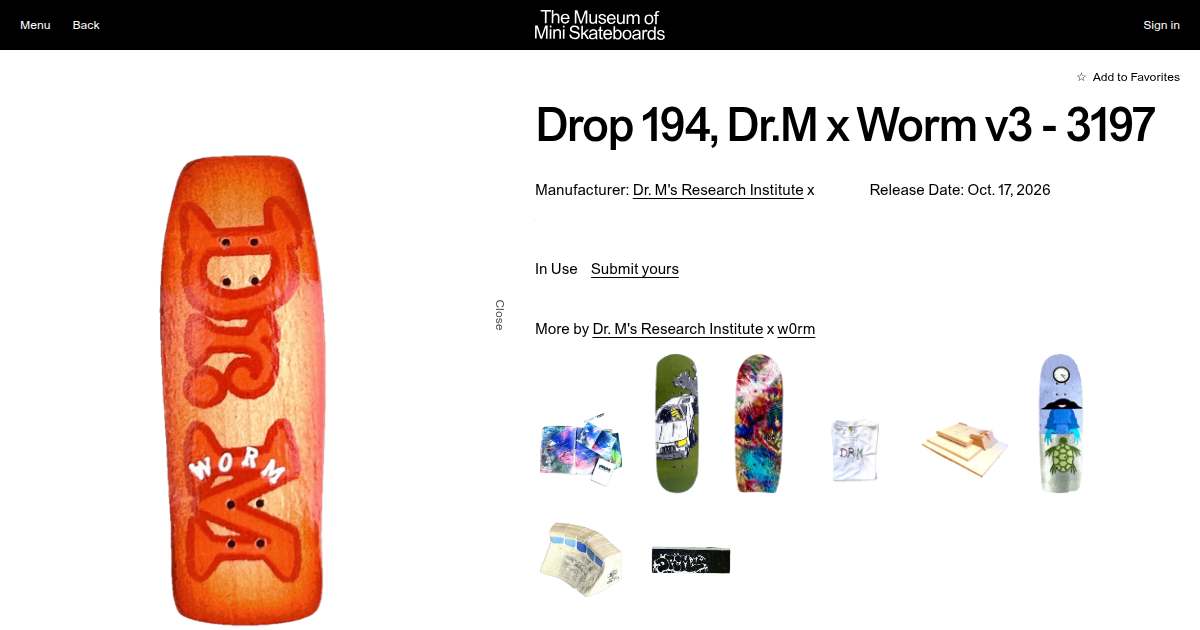 Menu
Back
The Museum of
Mini Skateboards
Sign in
☆ Add to Favorites
Drop 194, Dr.M x Worm v3 - 3197
Manufacturer: Dr. M's Research Institute x
Release Date: Oct. 17, 2026
In Use Submit yours
Close
More by Dr. M's Research Institute x w0rm
Dr.
WORM
M
DR.M